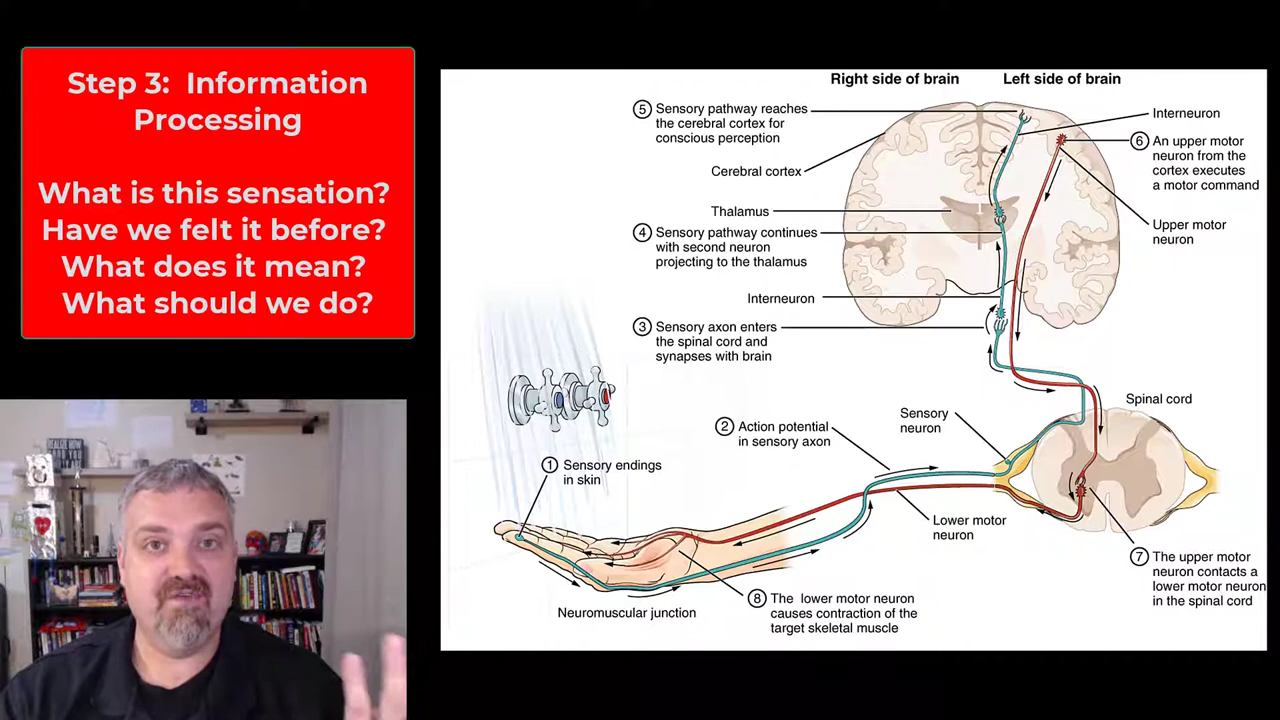 Step 3: Information
Processing
What is this sensation?
Have we felt it before?
What does it mean?
What should we do?
Right side of brain
Left side of brain
5 Sensory pathway reaches
the cerebral cortex for
conscious perception
Interneuron
6 An upper motor
neuron from the
cortex executes
a motor command
Cerebral cortex
Thalamus
Upper motor
neuron
4 Sensory pathway continues
with second neuron
projecting to the thalamus
Interneuron
3 Sensory axon enters
the spinal cord and
synapses with brain
Spinal cord
Sensory
neuron
2 Action potential
in sensory axon
1 Sensory endings
in skin
Lower motor
neuron
7 The upper motor
neuron contacts a
lower motor neuron
in the spinal cord
Neuromuscular junction
8 The lower motor neuron
causes contraction of the
target skeletal muscle